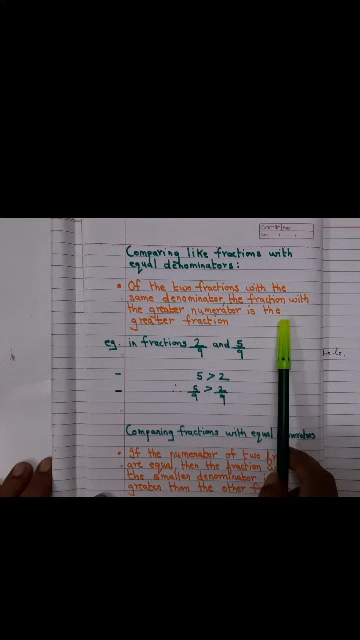 Comparing like fractions with
equal denominators:
• Of the two fractions with the
same denominator the fraction with
the greater numerator is the
greater fraction
eg. in fractions 2/9 and 5/9
- 5 > 2
- ∴ 5/9 > 2/9
Comparing fractions with equal numerators
• If the numerator of two
are equal, then the fraction
the smaller denominator
greater than the other